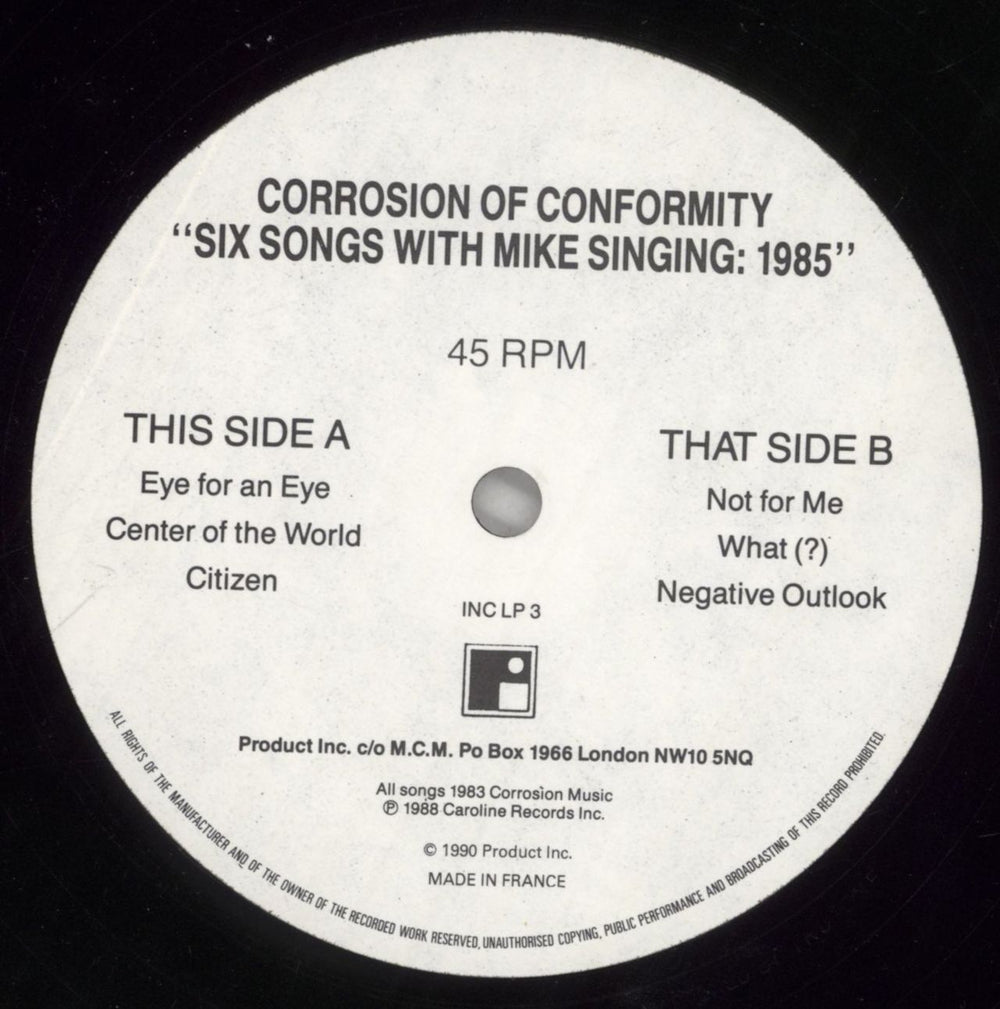 CORROSION OF CONFORMITY
“SIX SONGS WITH MIKE SINGING: 1985”
45 RPM
THIS SIDE A
Eye for an Eye
Center of the World
Citizen
THAT SIDE B
Not for Me
What (?)
Negative Outlook
INC LP 3
Product Inc. c/o M.C.M. Po Box 1966 London NW10 5NQ
All songs 1983 Corrosion Music
℗ 1988 Caroline Records Inc.
© 1990 Product Inc.
MADE IN FRANCE
ALL RIGHTS OF THE MANUFACTURER AND OF THE OWNER OF THE RECORDED WORK RESERVED, UNAUTHORISED COPYING, PUBLIC PERFORMANCE AND BROADCASTING OF THIS RECORD PROHIBITED.